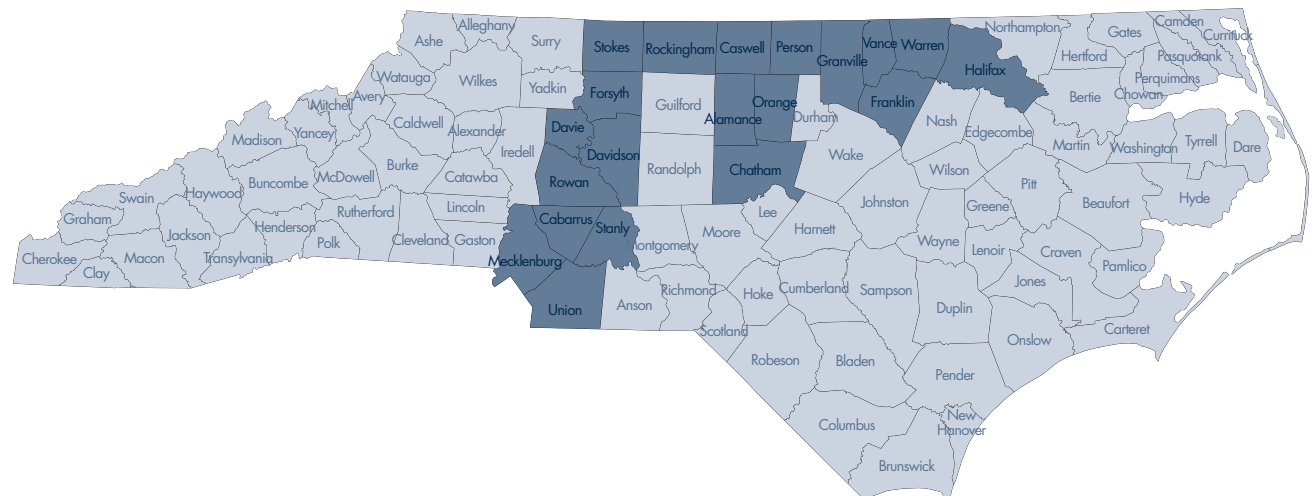 Alleghany
Camden
Northampton
Gates
Currituck
Ashe
Surry
Vance
Stokes
Rockingham
Caswell
Person
Warren
Hertford
Pasquotank
Granville
Halifax
Watauga
Wilkes
Perquimans
Yadkin
Forsyth
Chowan
Avery
Bertie
Mitchell
Guilford
Orange
Franklin
Durham
Alamance
Nash
Caldwell
Davie
Yancey
Alexander
Edgecombe
Madison
Martin
Washington
Tyrrell
Dare
Iredell
Davidson
Wake
Burke
Randolph
Chatham
Wilson
McDowell
Catawba
Buncombe
Rowan
Pitt
Haywood
Swain
Hyde
Johnston
Beaufort
Lincoln
Greene
Rutherford
Lee
Graham
Cabarrus
Henderson
Stanly
Harnett
Moore
Jackson
Polk
Cleveland
Gaston
Wayne
Montgomery
Lenoir
Craven
Cherokee
Macon
Transylvania
Mecklenburg
Pamlico
Clay
Jones
Cumberland
Richmond
Sampson
Hoke
Anson
Duplin
Union
Carteret
Scotland
Onslow
Robeson
Bladen
Pender
New
Hanover
Columbus
Brunswick